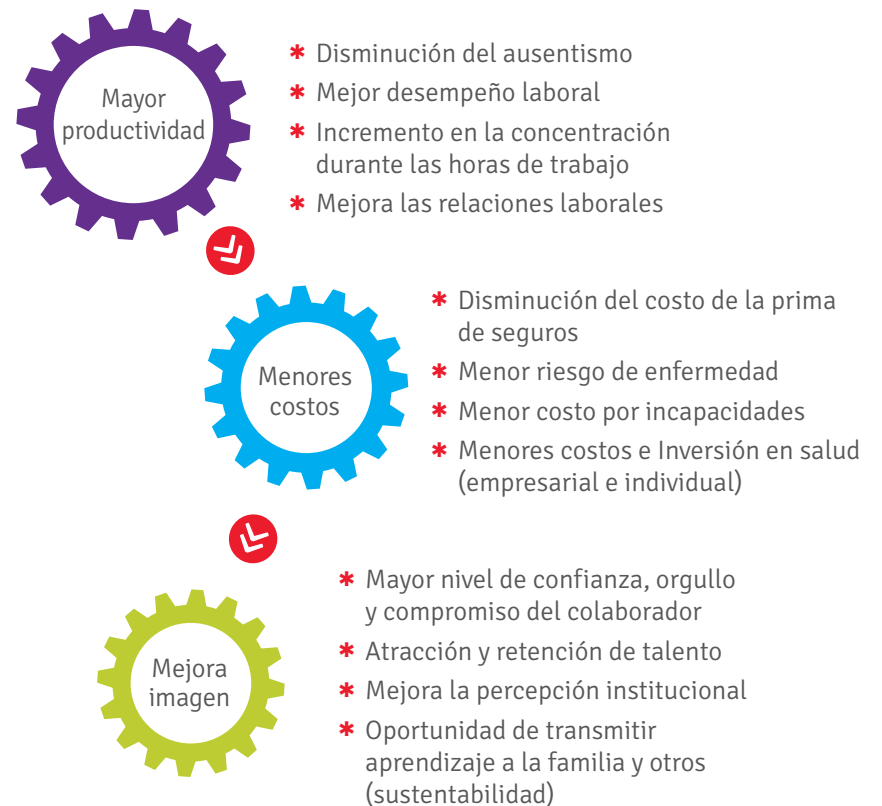 Mayor
productividad
* Disminución del ausentismo
* Mejor desempeño laboral
* Incremento en la concentración
durante las horas de trabajo
* Mejora las relaciones laborales
Menores
costos
* Disminución del costo de la prima
de seguros
* Menor riesgo de enfermedad
* Menor costo por incapacidades
* Menores costos e Inversión en salud
(empresarial e individual)
Mejora
imagen
* Mayor nivel de confianza, orgullo
y compromiso del colaborador
* Atracción y retención de talento
* Mejora la percepción institucional
* Oportunidad de transmitir
aprendizaje a la familia y otros
(sustentabilidad)